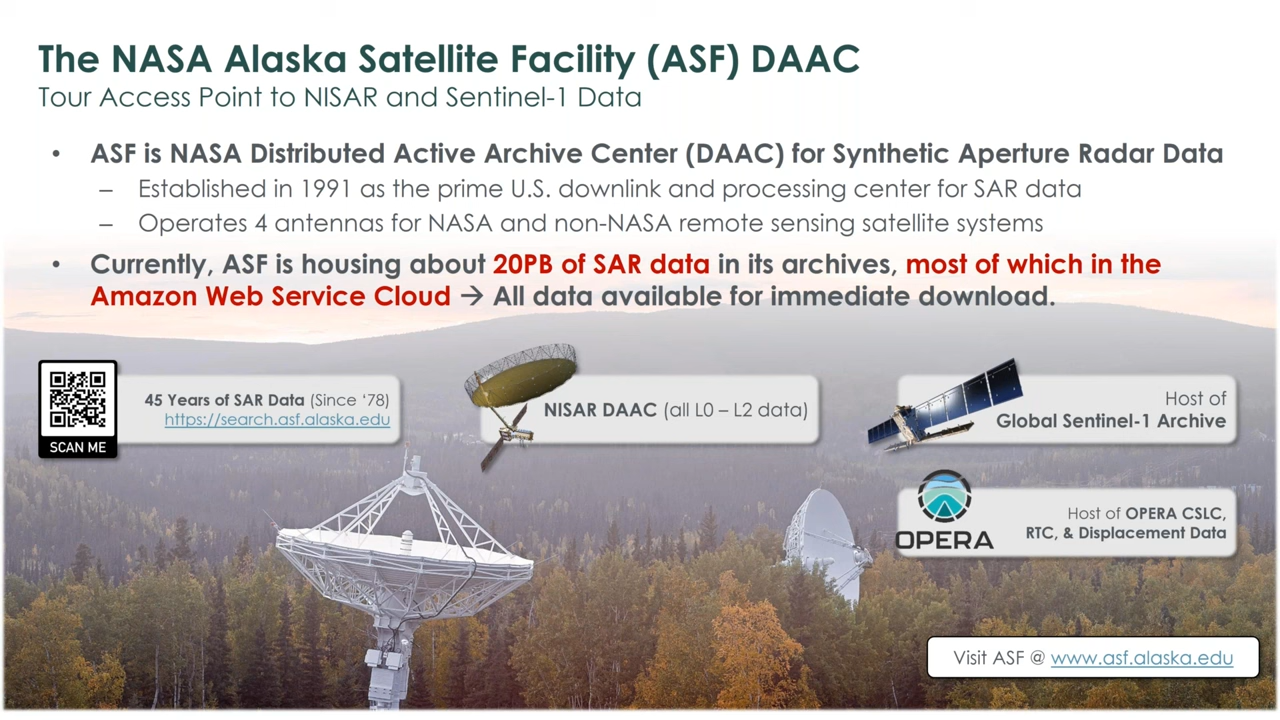 The NASA Alaska Satellite Facility (ASF) DAAC
Tour Access Point to NISAR and Sentinel-1 Data
• ASF is NASA Distributed Active Archive Center (DAAC) for Synthetic Aperture Radar Data
– Established in 1991 as the prime U.S. downlink and processing center for SAR data
– Operates 4 antennas for NASA and non-NASA remote sensing satellite systems
• Currently, ASF is housing about 20PB of SAR data in its archives, most of which in the
Amazon Web Service Cloud → All data available for immediate download.
SCAN ME
45 Years of SAR Data (Since ‘78)
https://search.asf.alaska.edu
NISAR DAAC (all L0 – L2 data)
Host of
Global Sentinel-1 Archive
OPERA
Host of OPERA CSLC,
RTC, & Displacement Data
Visit ASF @ www.asf.alaska.edu